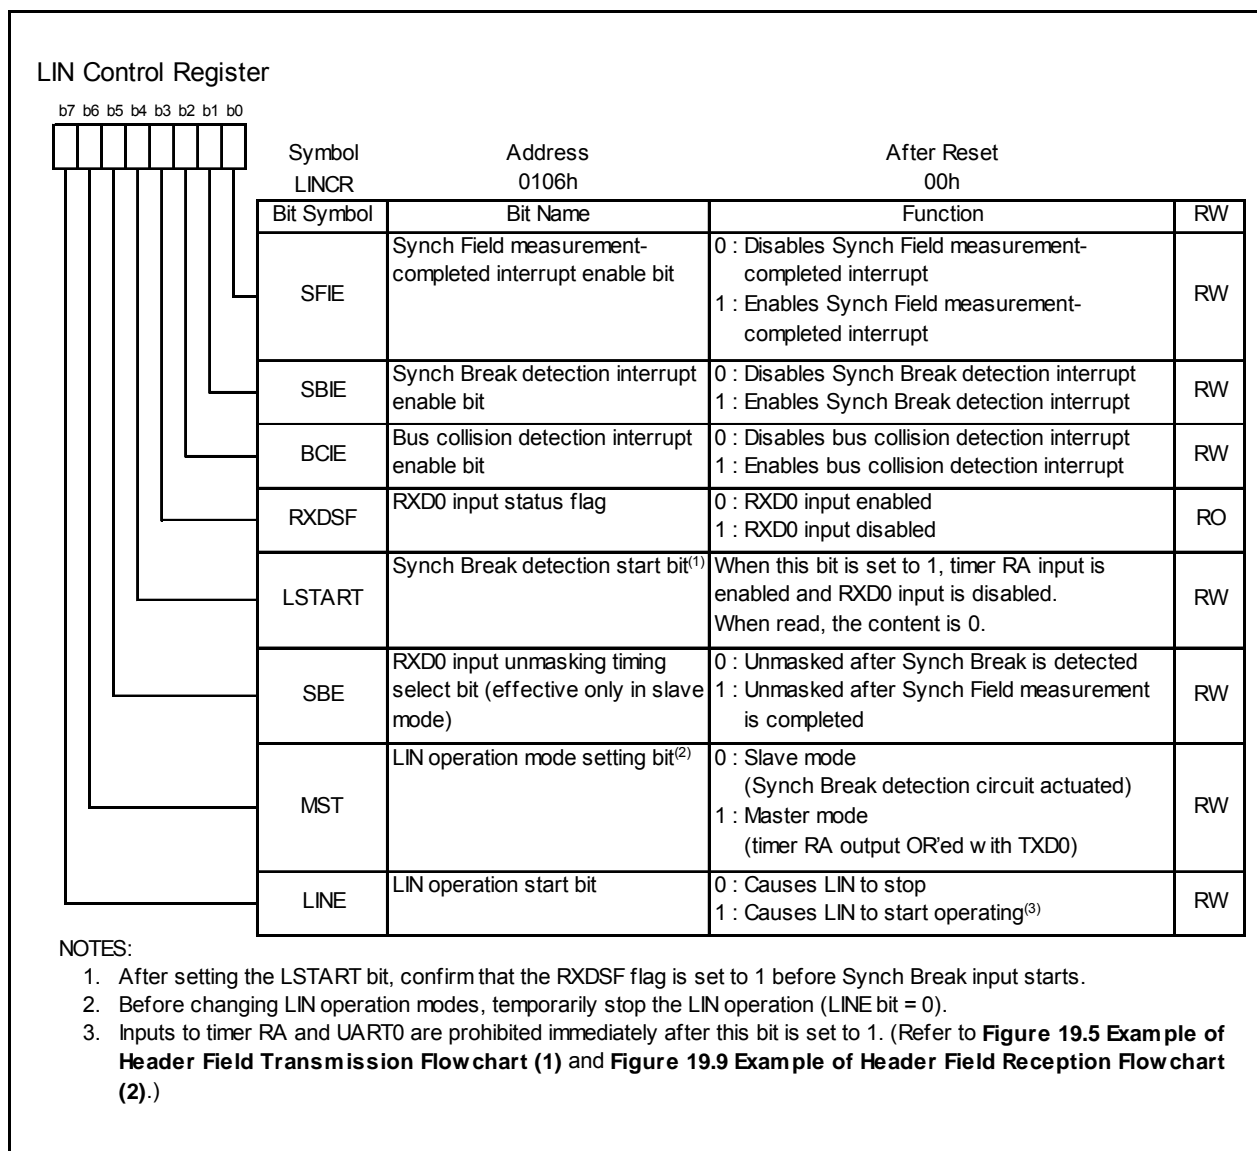 LIN Control Register
b7 b6 b5 b4 b3 b2 b1 b0
Symbol Address After Reset
LINCR 0106h 00h
Bit Symbol Bit Name Function RW
SFIE
Synch Field measurement-
completed interrupt enable bit
0 : Disables Synch Field measurement-
completed interrupt
1 : Enables Synch Field measurement-
completed interrupt
RW
SBIE
Synch Break detection interrupt
enable bit
0 : Disables Synch Break detection interrupt
1 : Enables Synch Break detection interrupt
RW
BCIE
Bus collision detection interrupt
enable bit
0 : Disables bus collision detection interrupt
1 : Enables bus collision detection interrupt
RW
RXDSF
RXD0 input status flag
0 : RXD0 input enabled
1 : RXD0 input disabled
RO
LSTART
Synch Break detection start bit(1)
When this bit is set to 1, timer RA input is
enabled and RXD0 input is disabled.
When read, the content is 0.
RW
SBE
RXD0 input unmasking timing
select bit (effective only in slave
mode)
0 : Unmasked after Synch Break is detected
1 : Unmasked after Synch Field measurement
is completed
RW
MST
LIN operation mode setting bit(2)
0 : Slave mode
(Synch Break detection circuit actuated)
1 : Master mode
(timer RA output OR'ed with TXD0)
RW
LINE
LIN operation start bit
0 : Causes LIN to stop
1 : Causes LIN to start operating(3)
RW
NOTES:
1. After setting the LSTART bit, confirm that the RXDSF flag is set to 1 before Synch Break input starts.
2. Before changing LIN operation modes, temporarily stop the LIN operation (LINE bit = 0).
3. Inputs to timer RA and UART0 are prohibited immediately after this bit is set to 1. (Refer to Figure 19.5 Example of
Header Field Transmission Flowchart (1) and Figure 19.9 Example of Header Field Reception Flowchart
(2).)